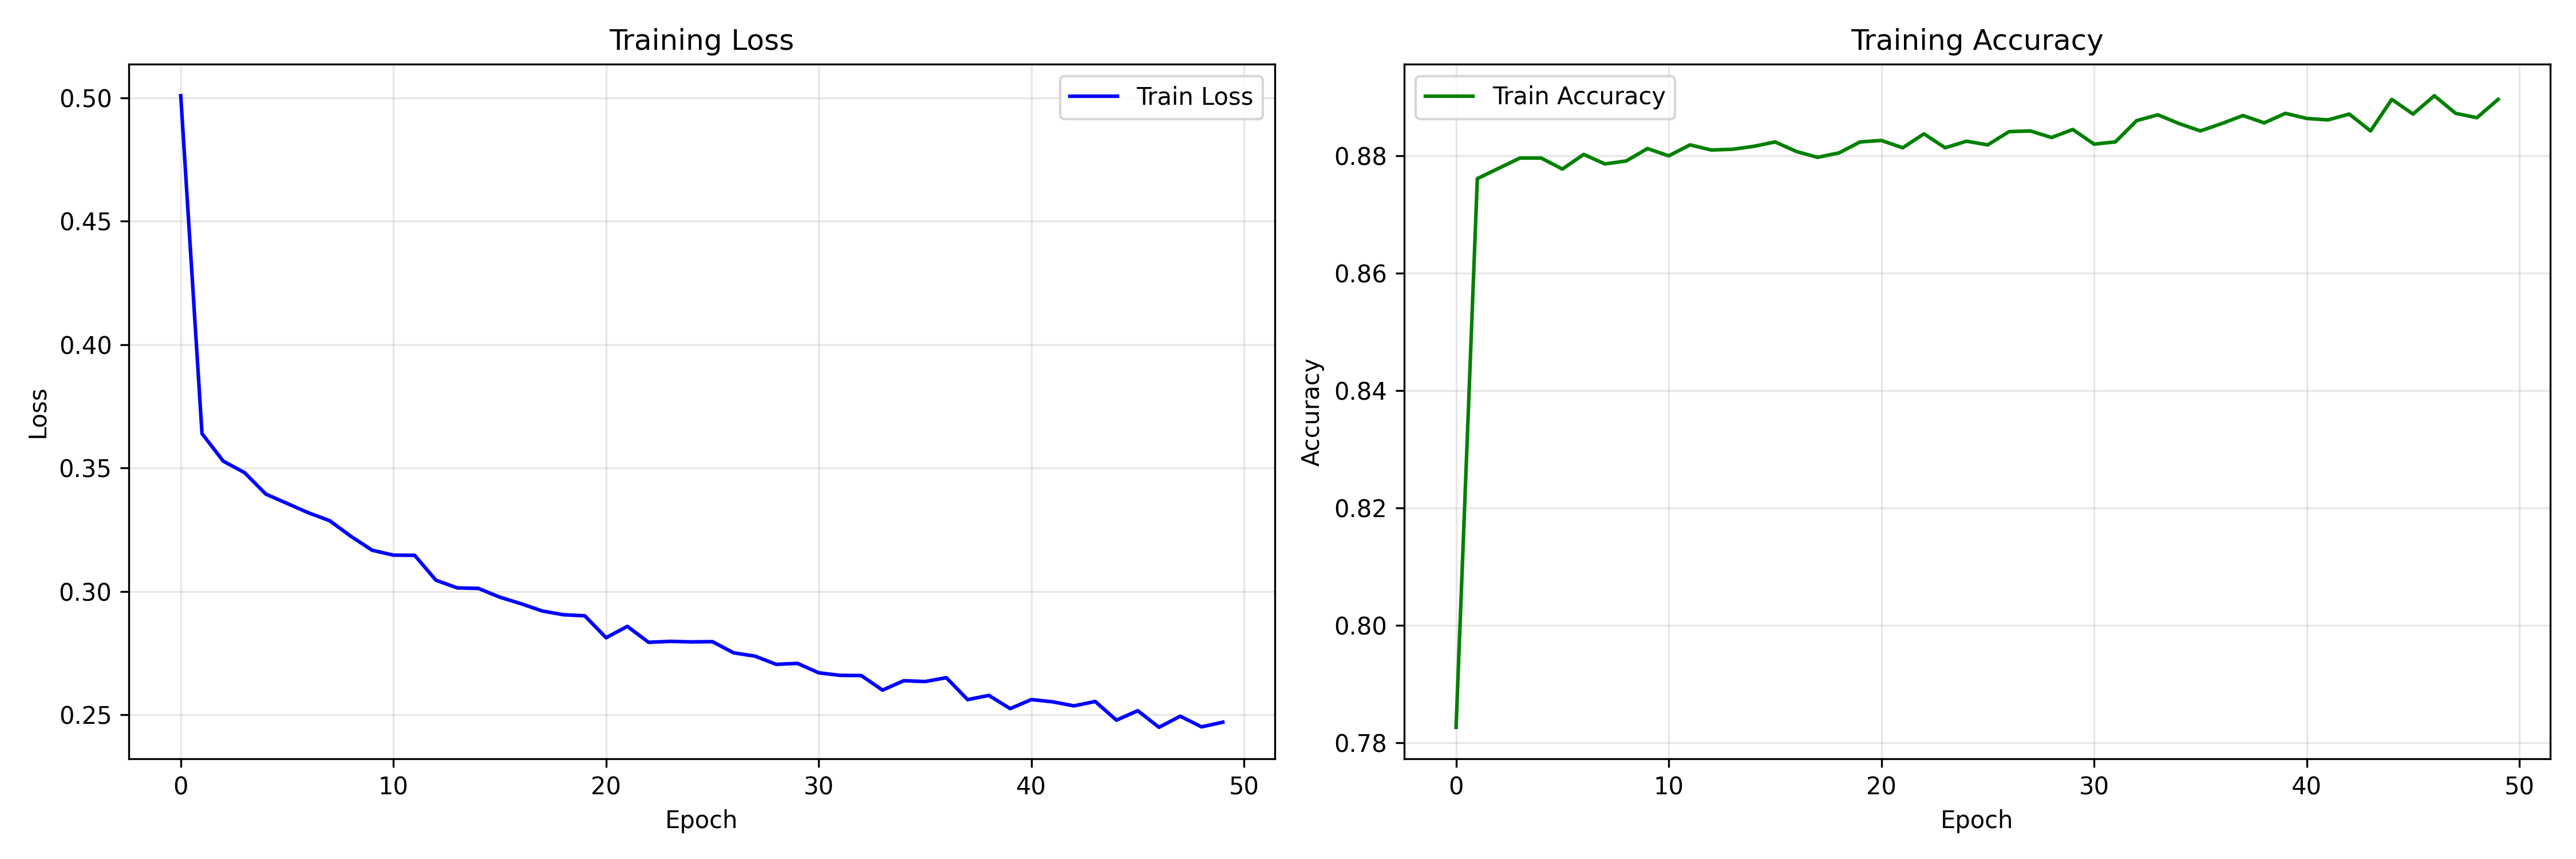 Training Loss
Train Loss
0.50
0.45
0.40
0.35
0.30
0.25
Loss
0 10 20 30 40 50
Epoch
Training Accuracy
Train Accuracy
0.88
0.86
0.84
0.82
0.80
0.78
Accuracy
0 10 20 30 40 50
Epoch